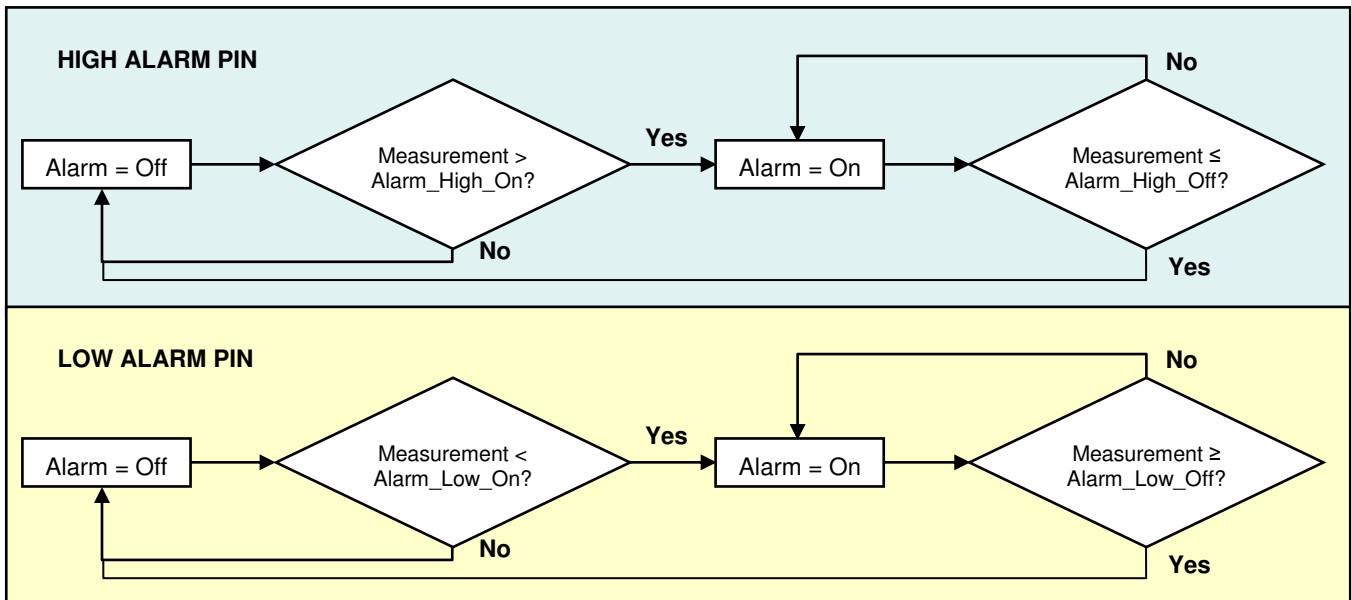 HIGH ALARM PIN
No
Yes
Alarm = Off
Measurement >
Alarm_High_On?
Alarm = On
Measurement ≤
Alarm_High_Off?
No
Yes
LOW ALARM PIN
No
Yes
Alarm = Off
Measurement <
Alarm_Low_On?
Alarm = On
Measurement ≥
Alarm_Low_Off?
No
Yes